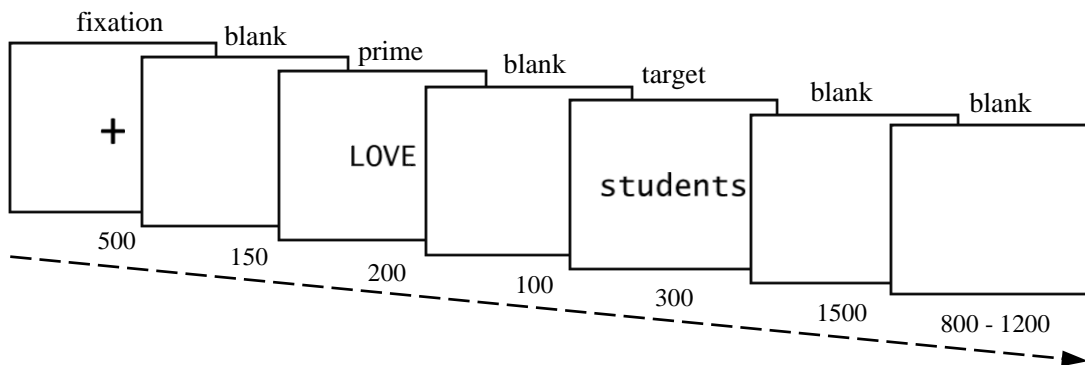 fixation
blank
prime
blank
target
blank
blank
+
LOVE
students
500
150
200
100
300
1500
800 - 1200